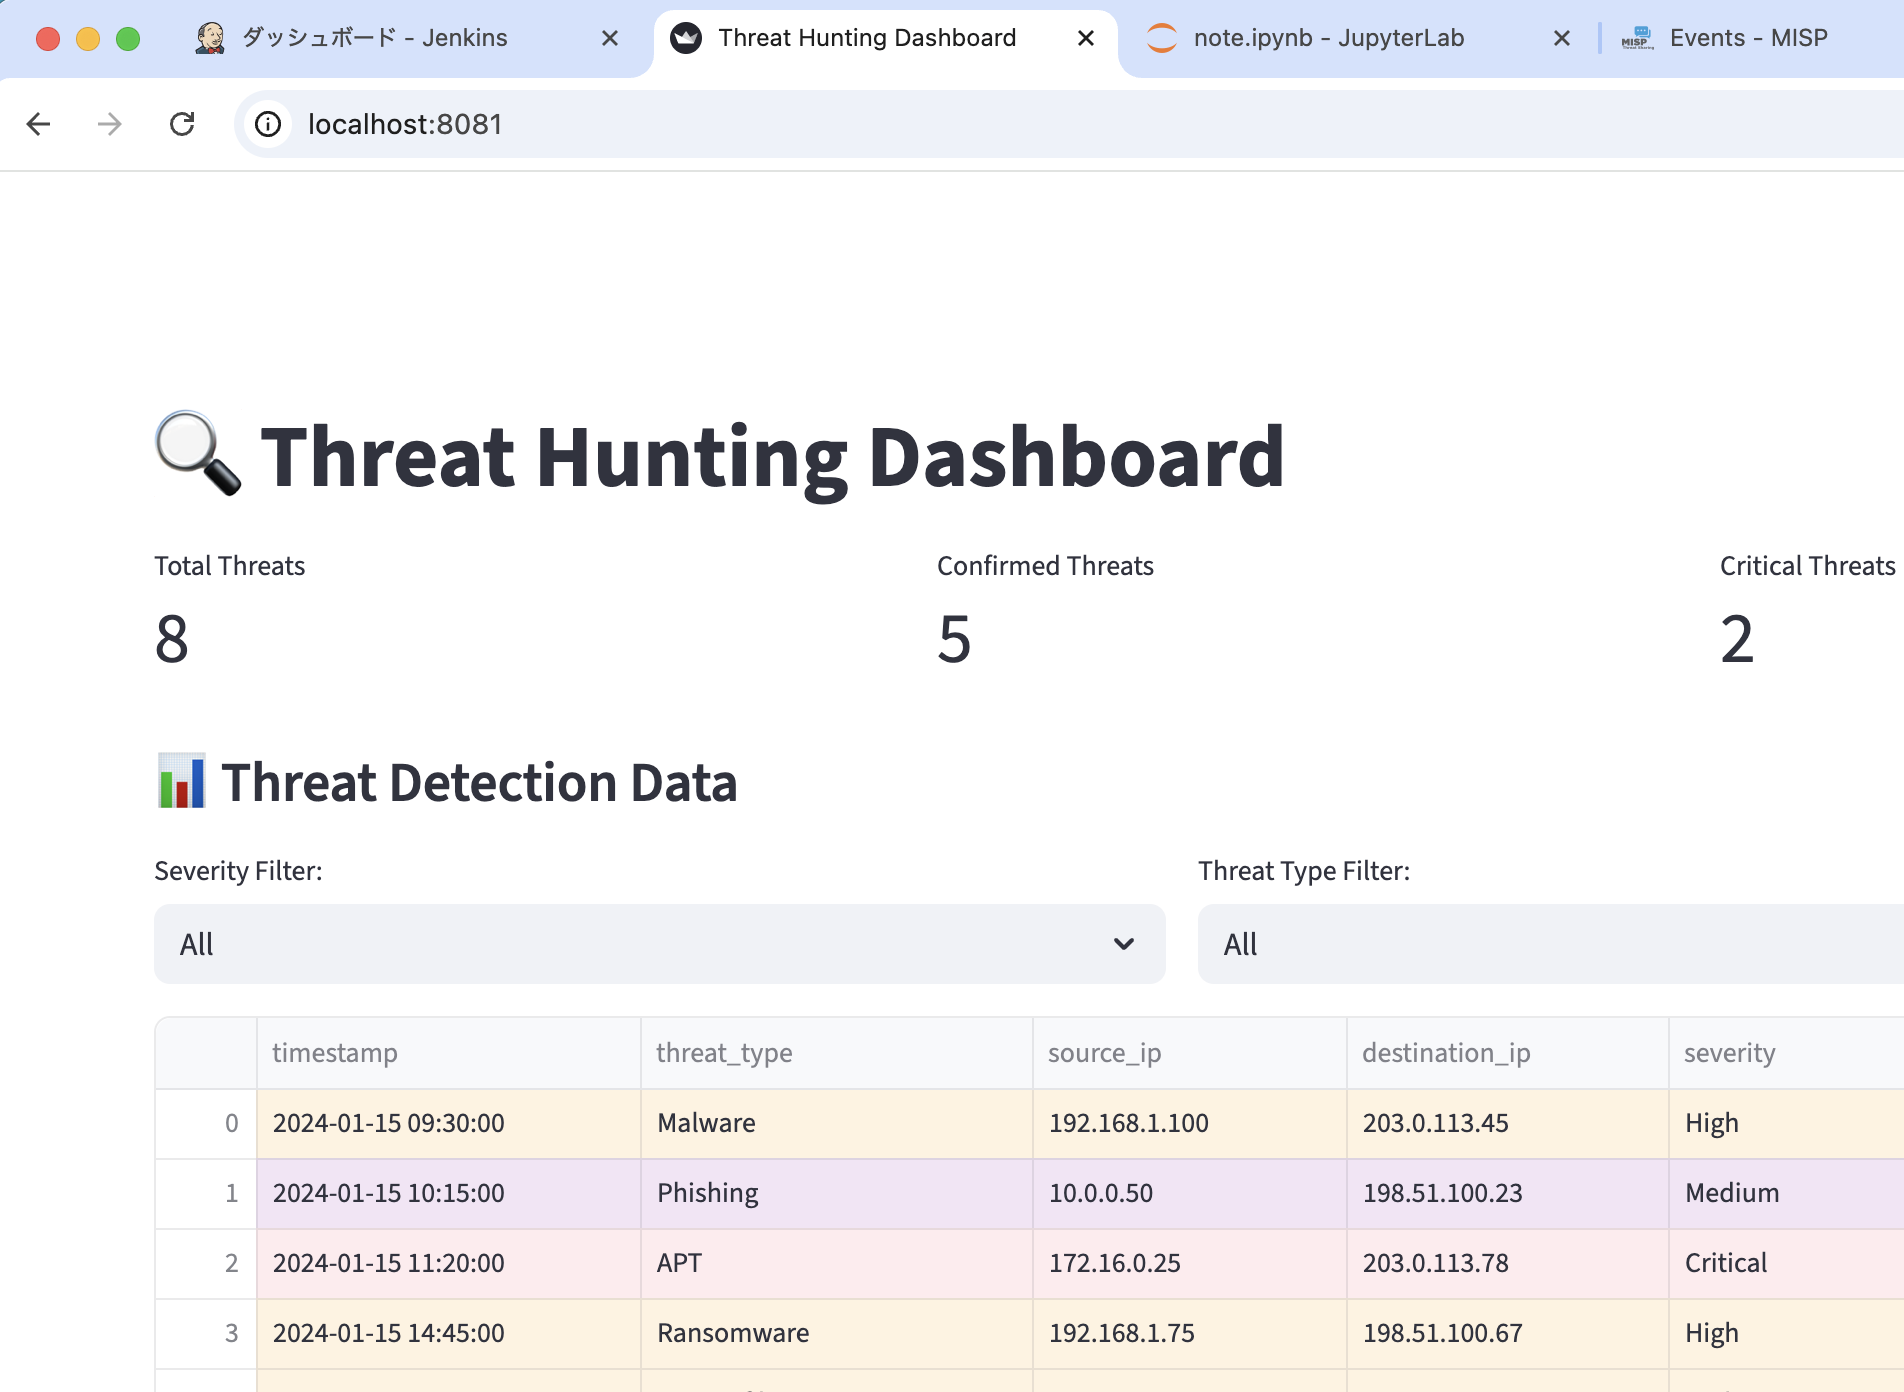 ダッシュボード - Jenkins
Threat Hunting Dashboard
note.ipynb - JupyterLab
MISP
Events - MISP
localhost:8081
Threat Hunting Dashboard
Total Threats
Confirmed Threats
Critical Threats
8
5
2
Threat Detection Data
Severity Filter:
Threat Type Filter:
All
All
timestamp threat_type source_ip destination_ip severity
0 2024-01-15 09:30:00 Malware 192.168.1.100 203.0.113.45 High
1 2024-01-15 10:15:00 Phishing 10.0.0.50 198.51.100.23 Medium
2 2024-01-15 11:20:00 APT 172.16.0.25 203.0.113.78 Critical
3 2024-01-15 14:45:00 Ransomware 192.168.1.75 198.51.100.67 High